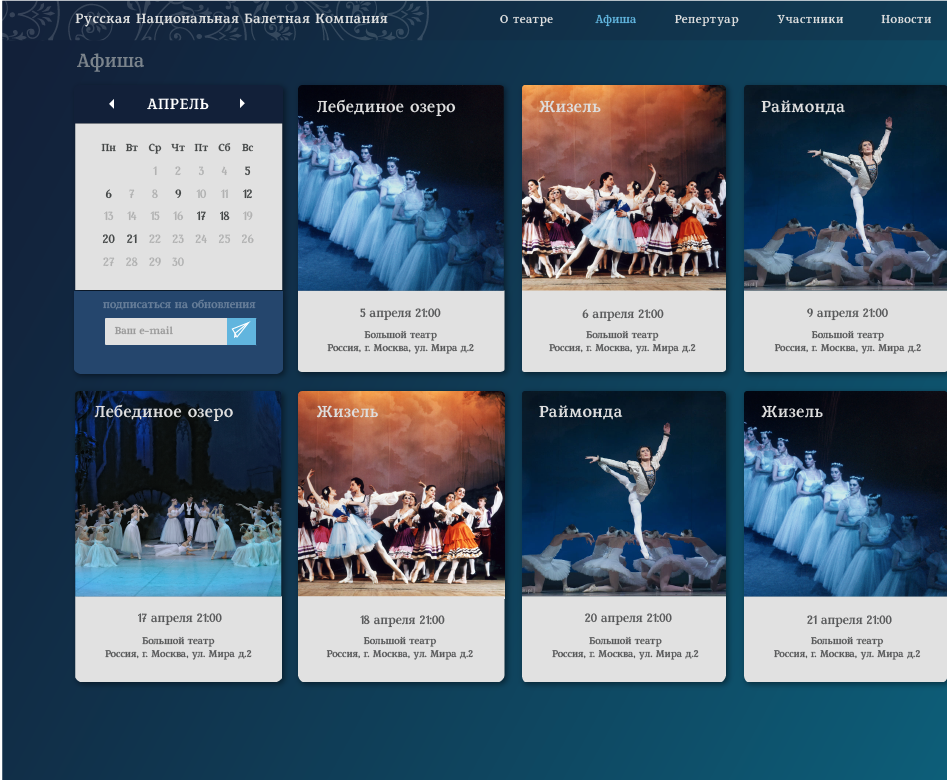 Русская Национальная Балетная Компания
О театре Афиша Репертуар Участники Новости
Афиша
АПРЕЛЬ
Пн Вт Ср Чт Пт Сб Вс
1 2 3 4 5
6 7 8 9 10 11 12
13 14 15 16 17 18 19
20 21 22 23 24 25 26
27 28 29 30
подписаться на обновления
Ваш e-mail
Лебединое озеро
5 апреля 21:00
Большой театр
Россия, г. Москва, ул. Мира д.2
Жизель
6 апреля 21:00
Большой театр
Россия, г. Москва, ул. Мира д.2
Раймонда
9 апреля 21:00
Большой театр
Россия, г. Москва, ул. Мира д.2
Лебединое озеро
17 апреля 21:00
Большой театр
Россия, г. Москва, ул. Мира д.2
Жизель
18 апреля 21:00
Большой театр
Россия, г. Москва, ул. Мира д.2
Раймонда
20 апреля 21:00
Большой театр
Россия, г. Москва, ул. Мира д.2
Жизель
21 апреля 21:00
Большой театр
Россия, г. Москва, ул. Мира д.2